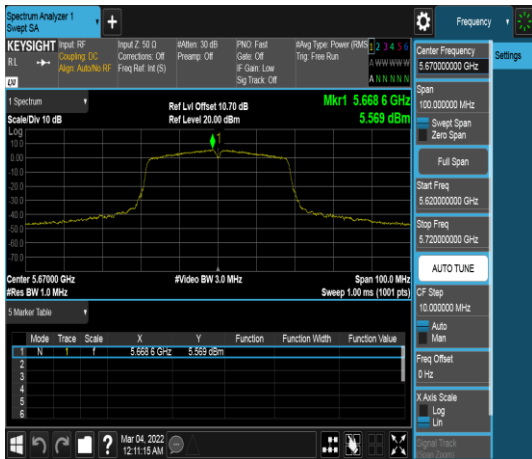 Spectrum Analyzer 1
Swept SA
Frequency
Settings
KEYSIGHT
RL
LXI
Input: RF
Coupling: DC
Align: Auto/No RF
Input Z: 50 Ω
Corrections: Off
Freq Ref: Int (S)
#Atten: 30 dB
Preamp: Off
PNO: Fast
Gate: Off
IF Gain: Low
Sig Track: Off
#Avg Type: Power (RMS
Trig: Free Run
1 2 3 4 5 6
A W W W W W
A N N N N N
1 Spectrum
Scale/Div 10 dB
Ref Lvl Offset 10.70 dB
Ref Level 20.00 dBm
Mkr1 5.668 6 GHz
5.569 dBm
Log
10.0
0.00
-10.0
-20.0
-30.0
-40.0
-50.0
-60.0
-70.0
1
Center 5.67000 GHz
#Res BW 1.0 MHz
#Video BW 3.0 MHz
Span 100.0 MHz
Sweep 1.00 ms (1001 pts)
5 Marker Table
Mode Trace Scale X Y Function Function Width Function Value
1 N 1 f 5.668 6 GHz 5.569 dBm
2
3
4
5
6
Mar 04, 2022
12:11:15 AM
Center Frequency
5.670000000 GHz
Span
100.000000 MHz
Swept Span
Zero Span
Full Span
Start Freq
5.620000000 GHz
Stop Freq
5.720000000 GHz
AUTO TUNE
CF Step
10.000000 MHz
Auto
Man
Freq Offset
0 Hz
X Axis Scale
Log
Lin
Signal Track
(Span Zoom)